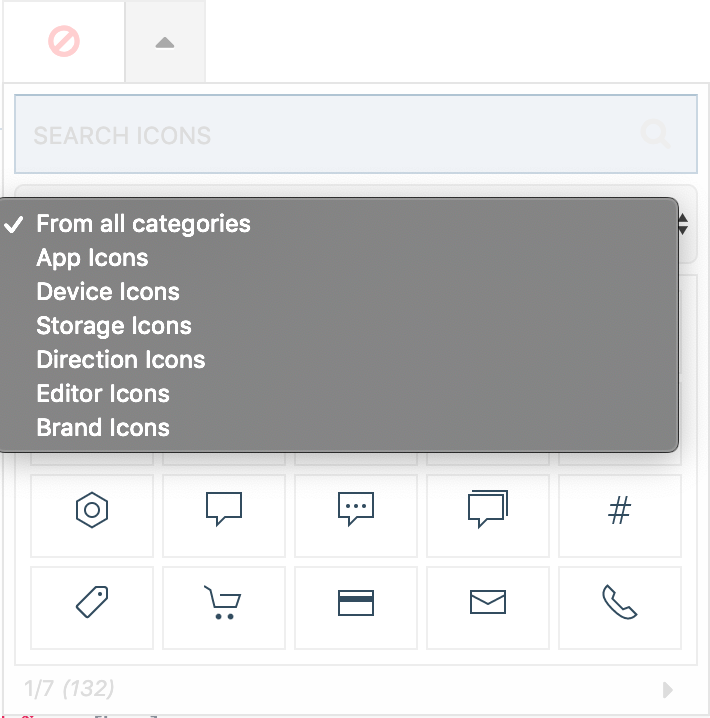 SEARCH ICONS
From all categories
App Icons
Device Icons
Storage Icons
Direction Icons
Editor Icons
Brand Icons
#
1/7 (132)